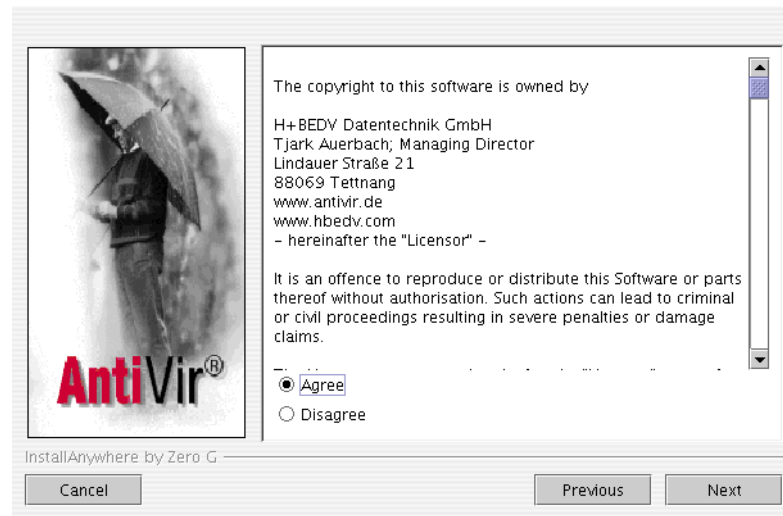 The copyright to this software is owned by
H+BEDV Datentechnik GmbH
Tjark Auerbach; Managing Director
Lindauer Straße 21
88069 Tettnang
www.antivir.de
www.hbedv.com
– hereinafter the "Licensor" –
It is an offence to reproduce or distribute this Software or parts
thereof without authorisation. Such actions can lead to criminal
or civil proceedings resulting in severe penalties or damage
claims.
AntiVir®
Agree
Disagree
InstallAnywhere by Zero G
Cancel
Previous
Next